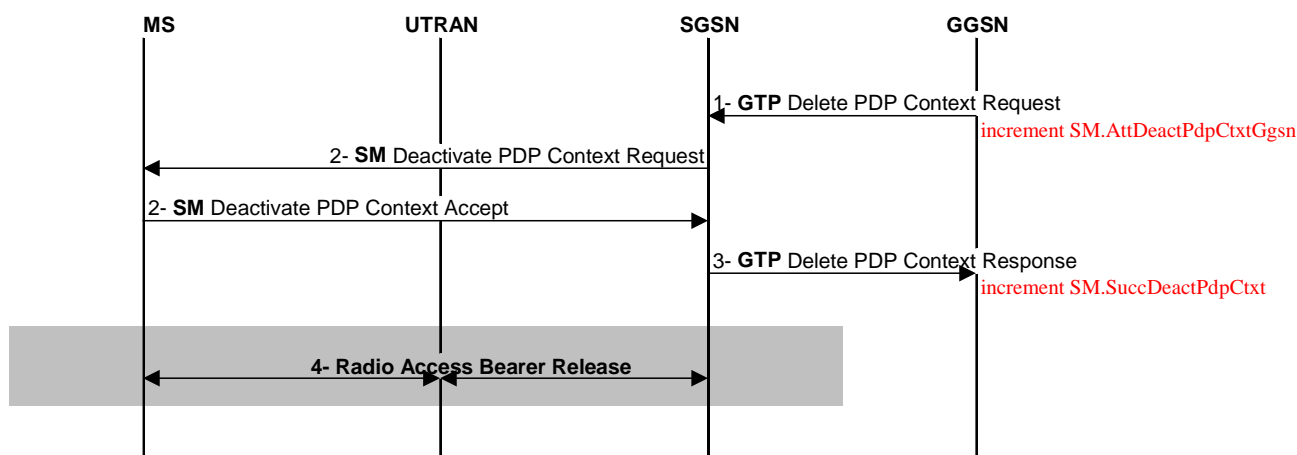 MS UTRAN SGSN GGSN
1- GTP Delete PDP Context Request
increment SM.AttDeactPdpCtxtGgsn
2- SM Deactivate PDP Context Request
2- SM Deactivate PDP Context Accept
3- GTP Delete PDP Context Response
increment SM.SuccDeactPdpCtxt
4- Radio Access Bearer Release